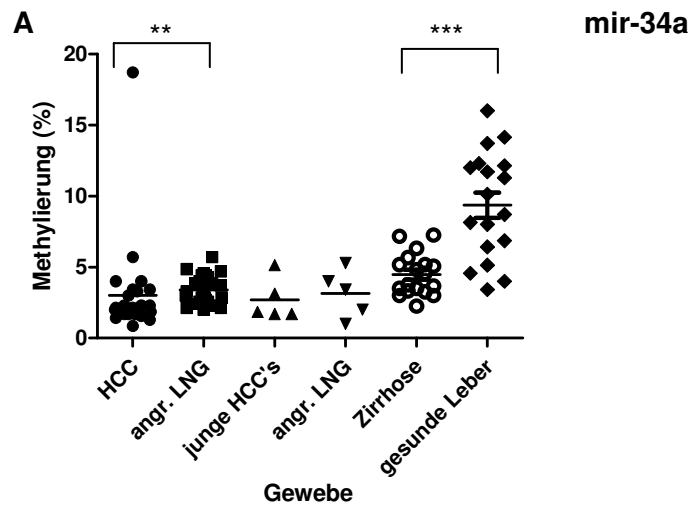 A
mir-34a
** ***
20
15
10
5
0
Methylierung (%)
HCC
angr. LNG
junge HCC's
angr. LNG
Zirrhose
gesunde Leber
Gewebe